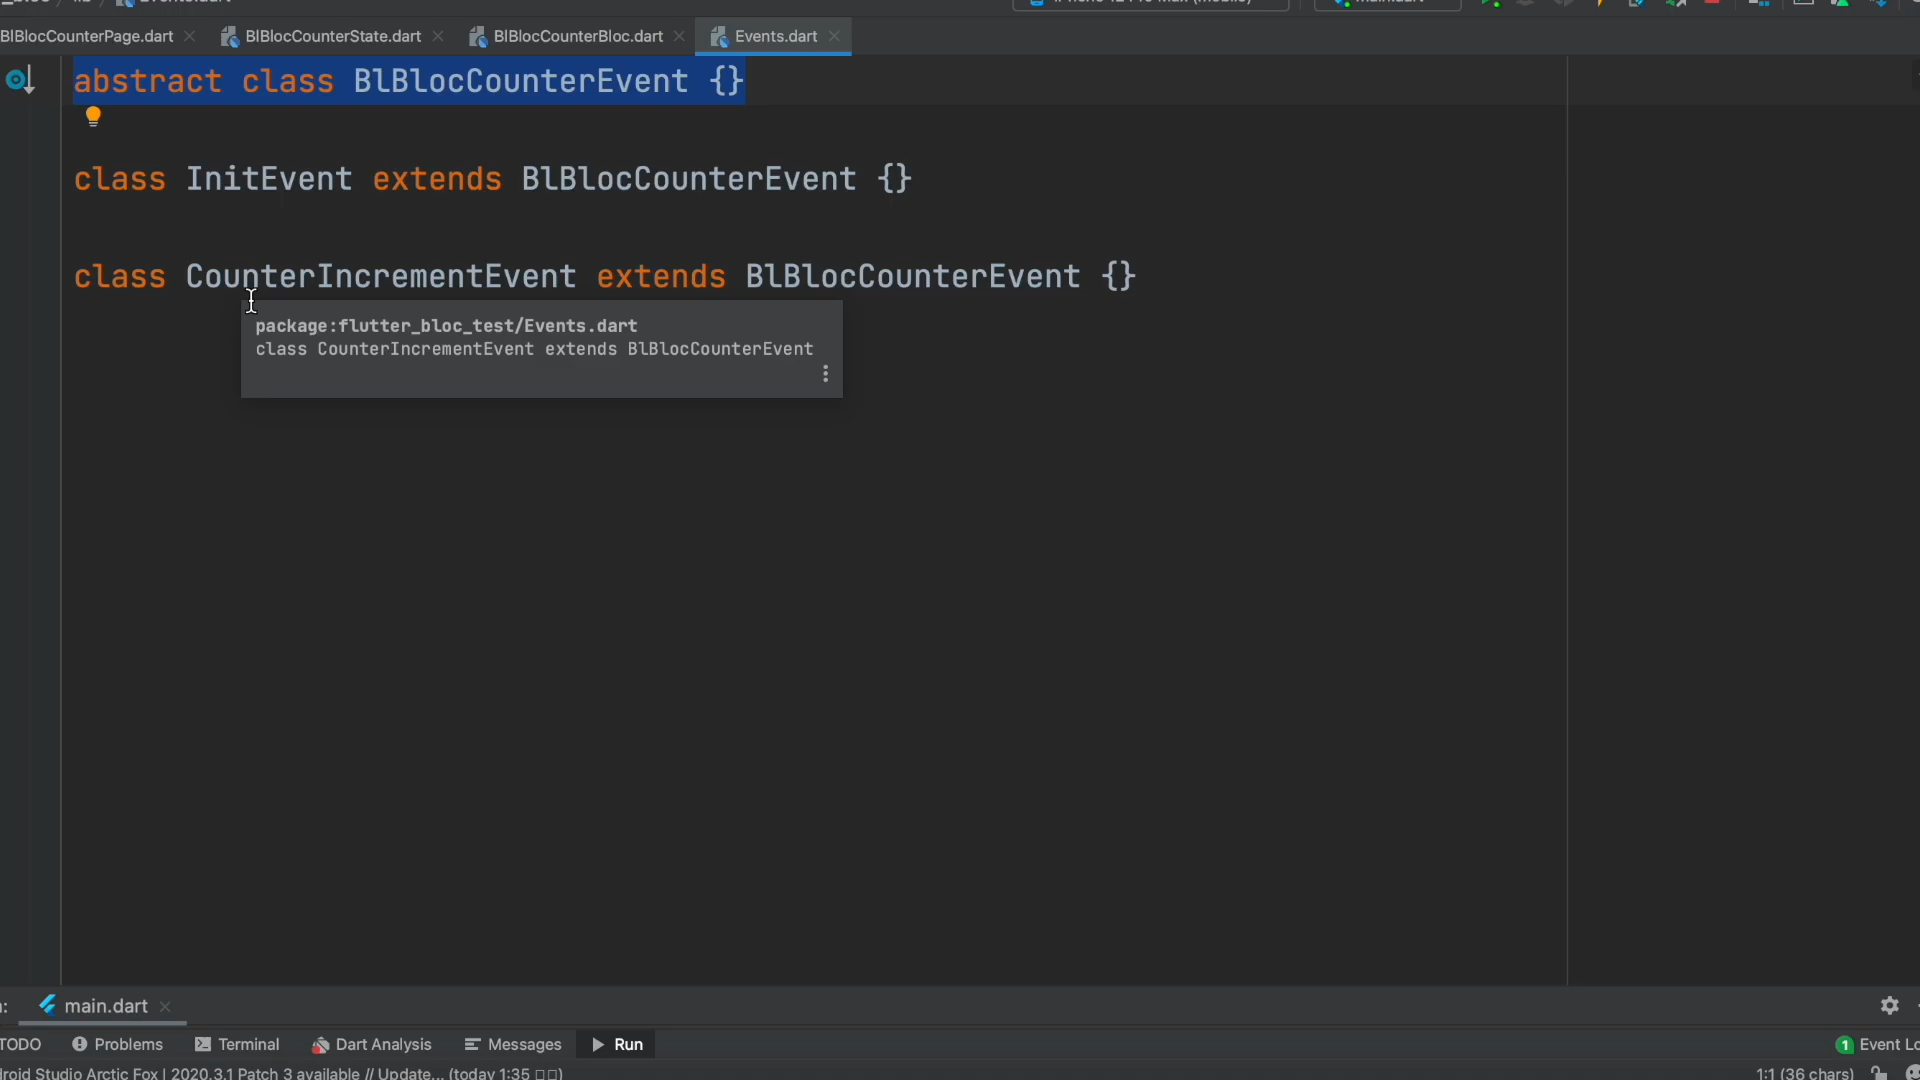 BlBlocCounterPage.dart BlBlocCounterState.dart BlBlocCounterBloc.dart Events.dart
abstract class BlBlocCounterEvent {}
class InitEvent extends BlBlocCounterEvent {}
class CounterIncrementEvent extends BlBlocCounterEvent {}
package:flutter_bloc_test/Events.dart
class CounterIncrementEvent extends BlBlocCounterEvent
main.dart
TODO Problems Terminal Dart Analysis Messages Run 1 Event Lo
droid Studio Arctic Fox | 2020.3.1 Patch 3 available // Update... (today 1:35 1:1 (36 chars)